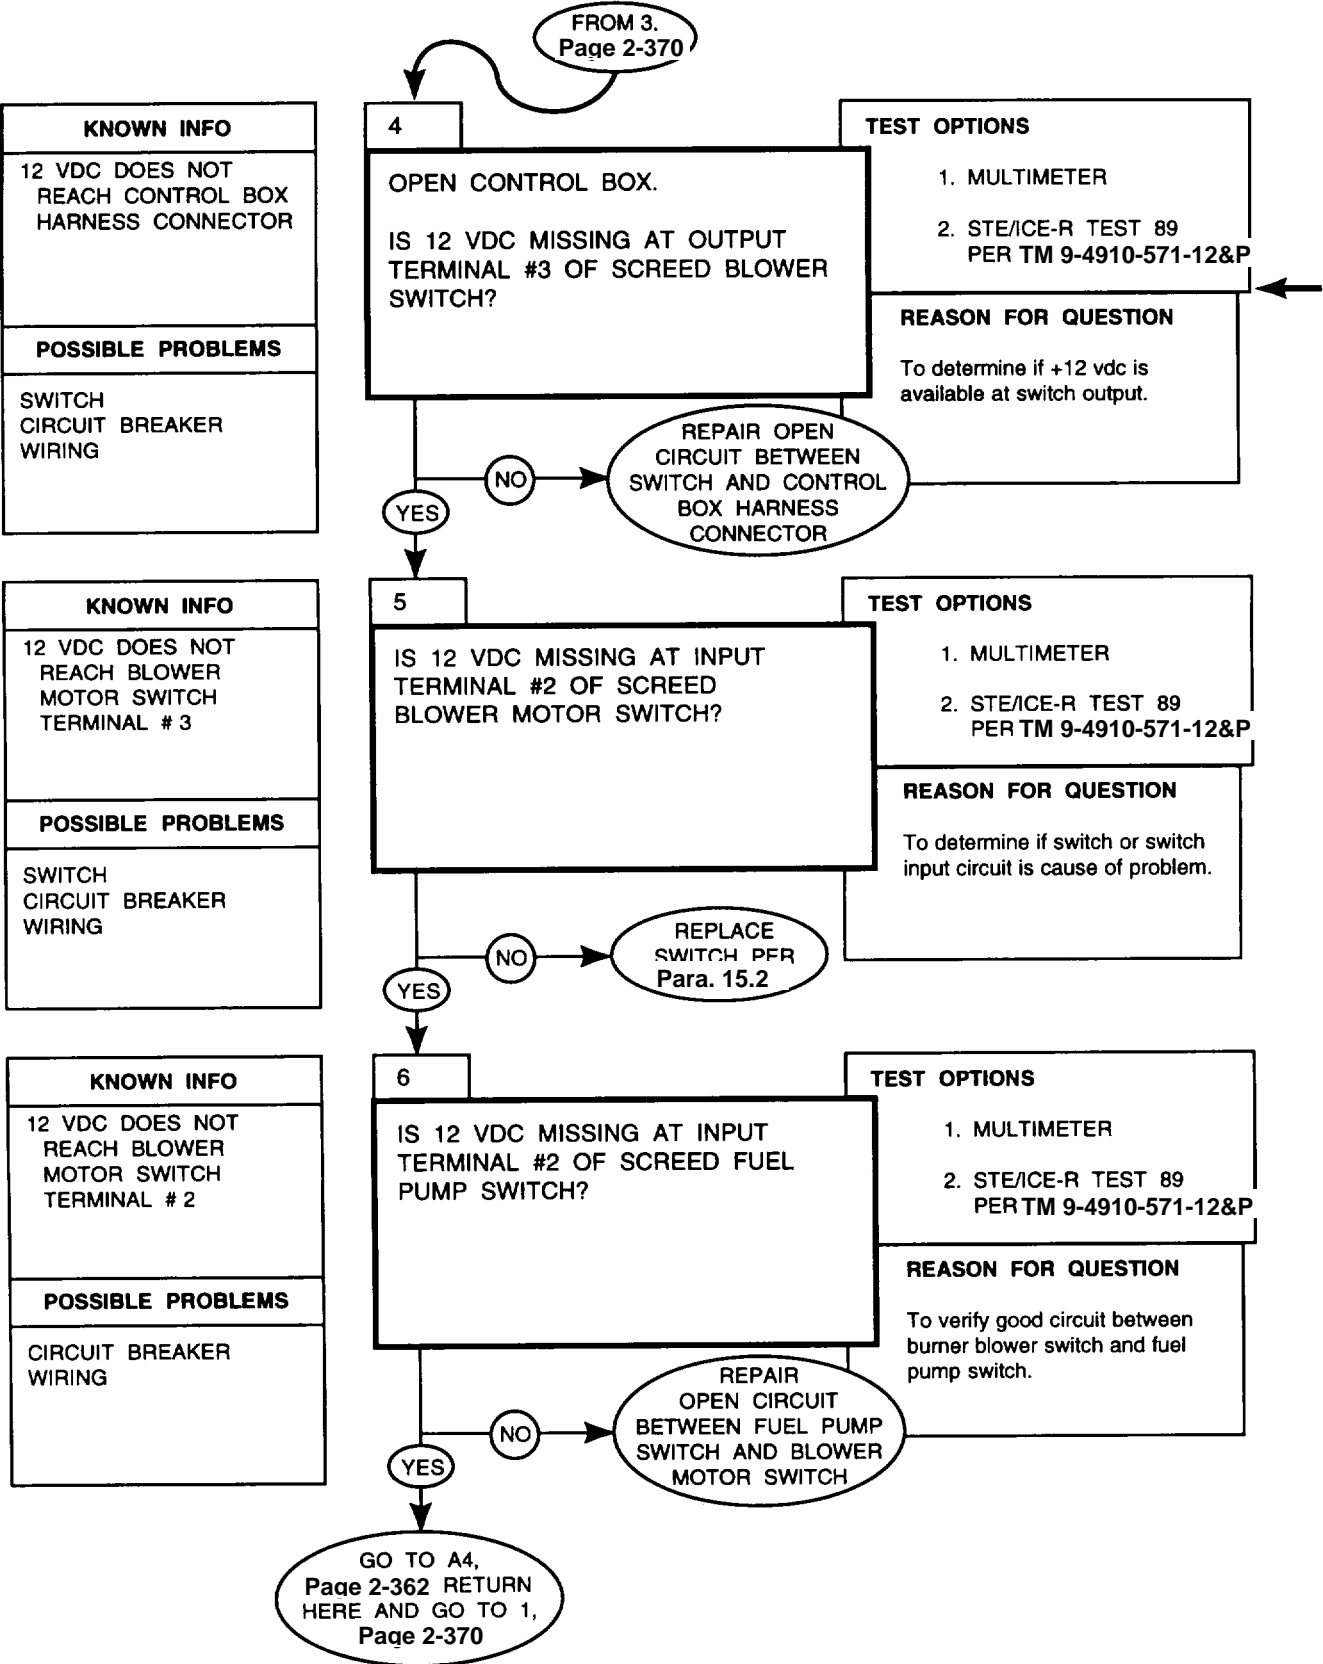 FROM 3.
Page 2-370
KNOWN INFO
12 VDC DOES NOT
REACH CONTROL BOX
HARNESS CONNECTOR
POSSIBLE PROBLEMS
SWITCH
CIRCUIT BREAKER
WIRING
4
OPEN CONTROL BOX.
IS 12 VDC MISSING AT OUTPUT
TERMINAL #3 OF SCREED BLOWER
SWITCH?
TEST OPTIONS
1. MULTIMETER
2. STE/ICE-R TEST 89
PER TM 9-4910-571-12&P
REASON FOR QUESTION
To determine if +12 vdc is
available at switch output.
NO
REPAIR OPEN
CIRCUIT BETWEEN
SWITCH AND CONTROL
BOX HARNESS
CONNECTOR
YES
KNOWN INFO
12 VDC DOES NOT
REACH BLOWER
MOTOR SWITCH
TERMINAL # 3
POSSIBLE PROBLEMS
SWITCH
CIRCUIT BREAKER
WIRING
5
IS 12 VDC MISSING AT INPUT
TERMINAL #2 OF SCREED
BLOWER MOTOR SWITCH?
TEST OPTIONS
1. MULTIMETER
2. STE/ICE-R TEST 89
PER TM 9-4910-571-12&P
REASON FOR QUESTION
To determine if switch or switch
input circuit is cause of problem.
NO
REPLACE
SWITCH PER
Para. 15.2
YES
KNOWN INFO
12 VDC DOES NOT
REACH BLOWER
MOTOR SWITCH
TERMINAL # 2
POSSIBLE PROBLEMS
CIRCUIT BREAKER
WIRING
6
IS 12 VDC MISSING AT INPUT
TERMINAL #2 OF SCREED FUEL
PUMP SWITCH?
TEST OPTIONS
1. MULTIMETER
2. STE/ICE-R TEST 89
PER TM 9-4910-571-12&P
REASON FOR QUESTION
To verify good circuit between
burner blower switch and fuel
pump switch.
NO
REPAIR
OPEN CIRCUIT
BETWEEN FUEL PUMP
SWITCH AND BLOWER
MOTOR SWITCH
YES
GO TO A4,
Page 2-362 RETURN
HERE AND GO TO 1,
Page 2-370